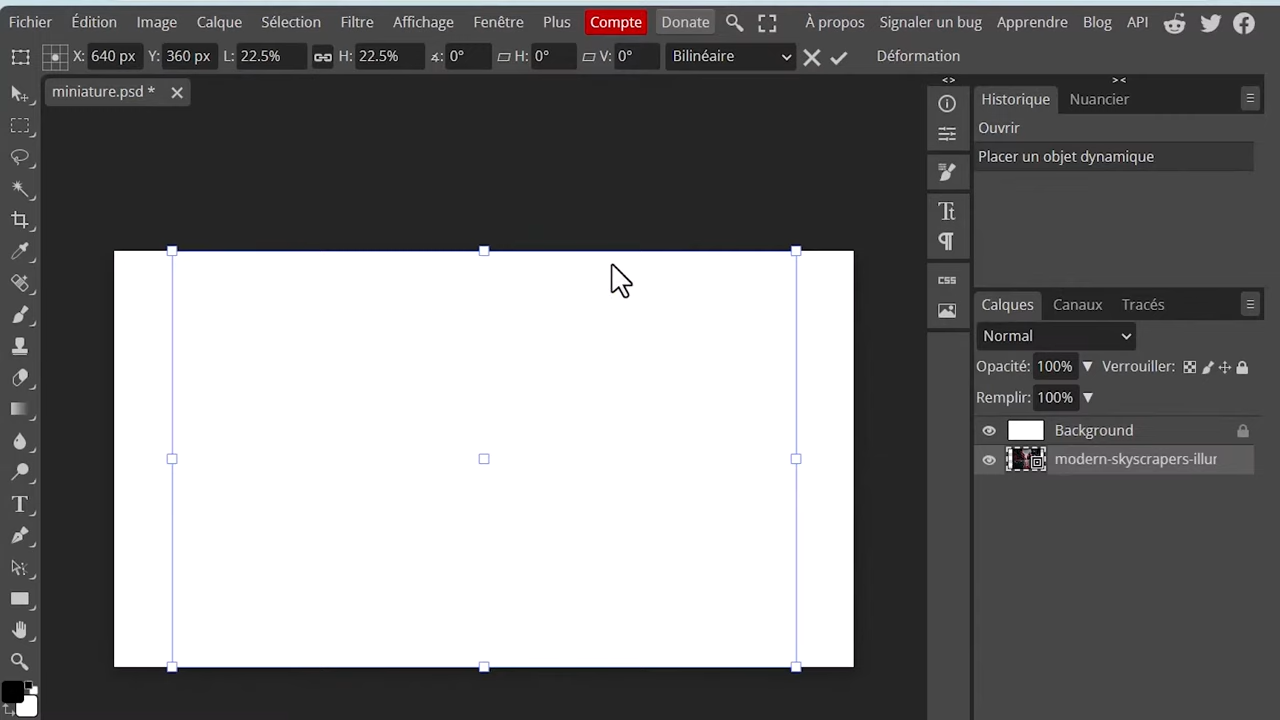 Fichier Édition Image Calque Sélection Filtre Affichage Fenêtre Plus Compte Donate À propos Signaler un bug Apprendre Blog API
X: 640 px Y: 360 px L: 22.5% H: 22.5% ∡: 0° H: 0° V: 0° Bilinéaire Déformation
miniature.psd *
Historique Nuancier
Ouvrir
Placer un objet dynamique
CSS
Calques Canaux Tracés
Normal
Opacité: 100% Verrouiller:
Remplir: 100%
Background
modern-skyscrapers-illur